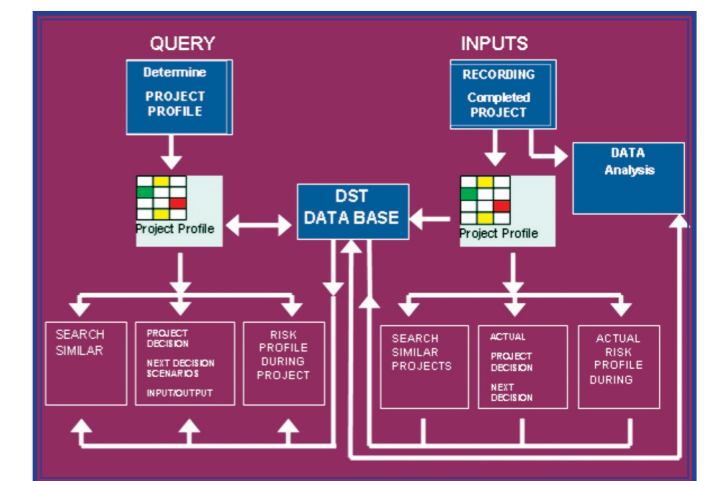 QUERY
INPUTS
Determine
PROJECT
PROFILE
RECORDING
Completed
PROJECT
DATA
Analysis
Project Profile
DST
DATA BASE
Project Profile
SEARCH
SIMILAR
PROJECT
DECISION
NEXT DECISION
SCENARIOS
INPUT/OUTPUT
RISK
PROFILE
DURING
PROJECT
SEARCH
SIMILAR
PROJECTS
ACTUAL
PROJECT
DECISION
NEXT
DECISION
ACTUAL
RISK
PROFILE
DURING